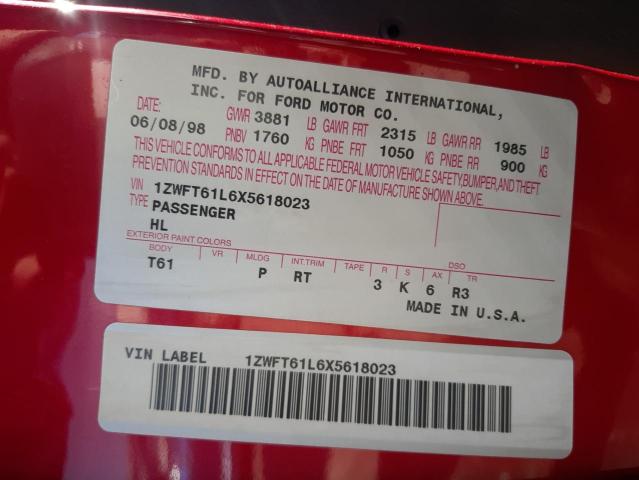 MFD. BY AUTOALLIANCE INTERNATIONAL,
INC. FOR FORD MOTOR CO.
DATE: GVWR 3881 LB GAWR FRT 2315 LB GAWR RR 1985 LB
06/08/98 PNBV 1760 KG PNBE FRT 1050 KG PNBE RR 900 KG
THIS VEHICLE CONFORMS TO ALL APPLICABLE FEDERAL MOTOR VEHICLE SAFETY, BUMPER, AND THEFT
PREVENTION STANDARDS IN EFFECT ON THE DATE OF MANUFACTURE SHOWN ABOVE.
VIN 1ZWFT61L6X5618023
TYPE PASSENGER
HL
EXTERIOR PAINT COLORS DSO
BODY VR MLDG INT.TRIM TAPE R S AX TR
T61 P RT 3 K 6 R3
MADE IN U.S.A.
VIN LABEL 1ZWFT61L6X5618023